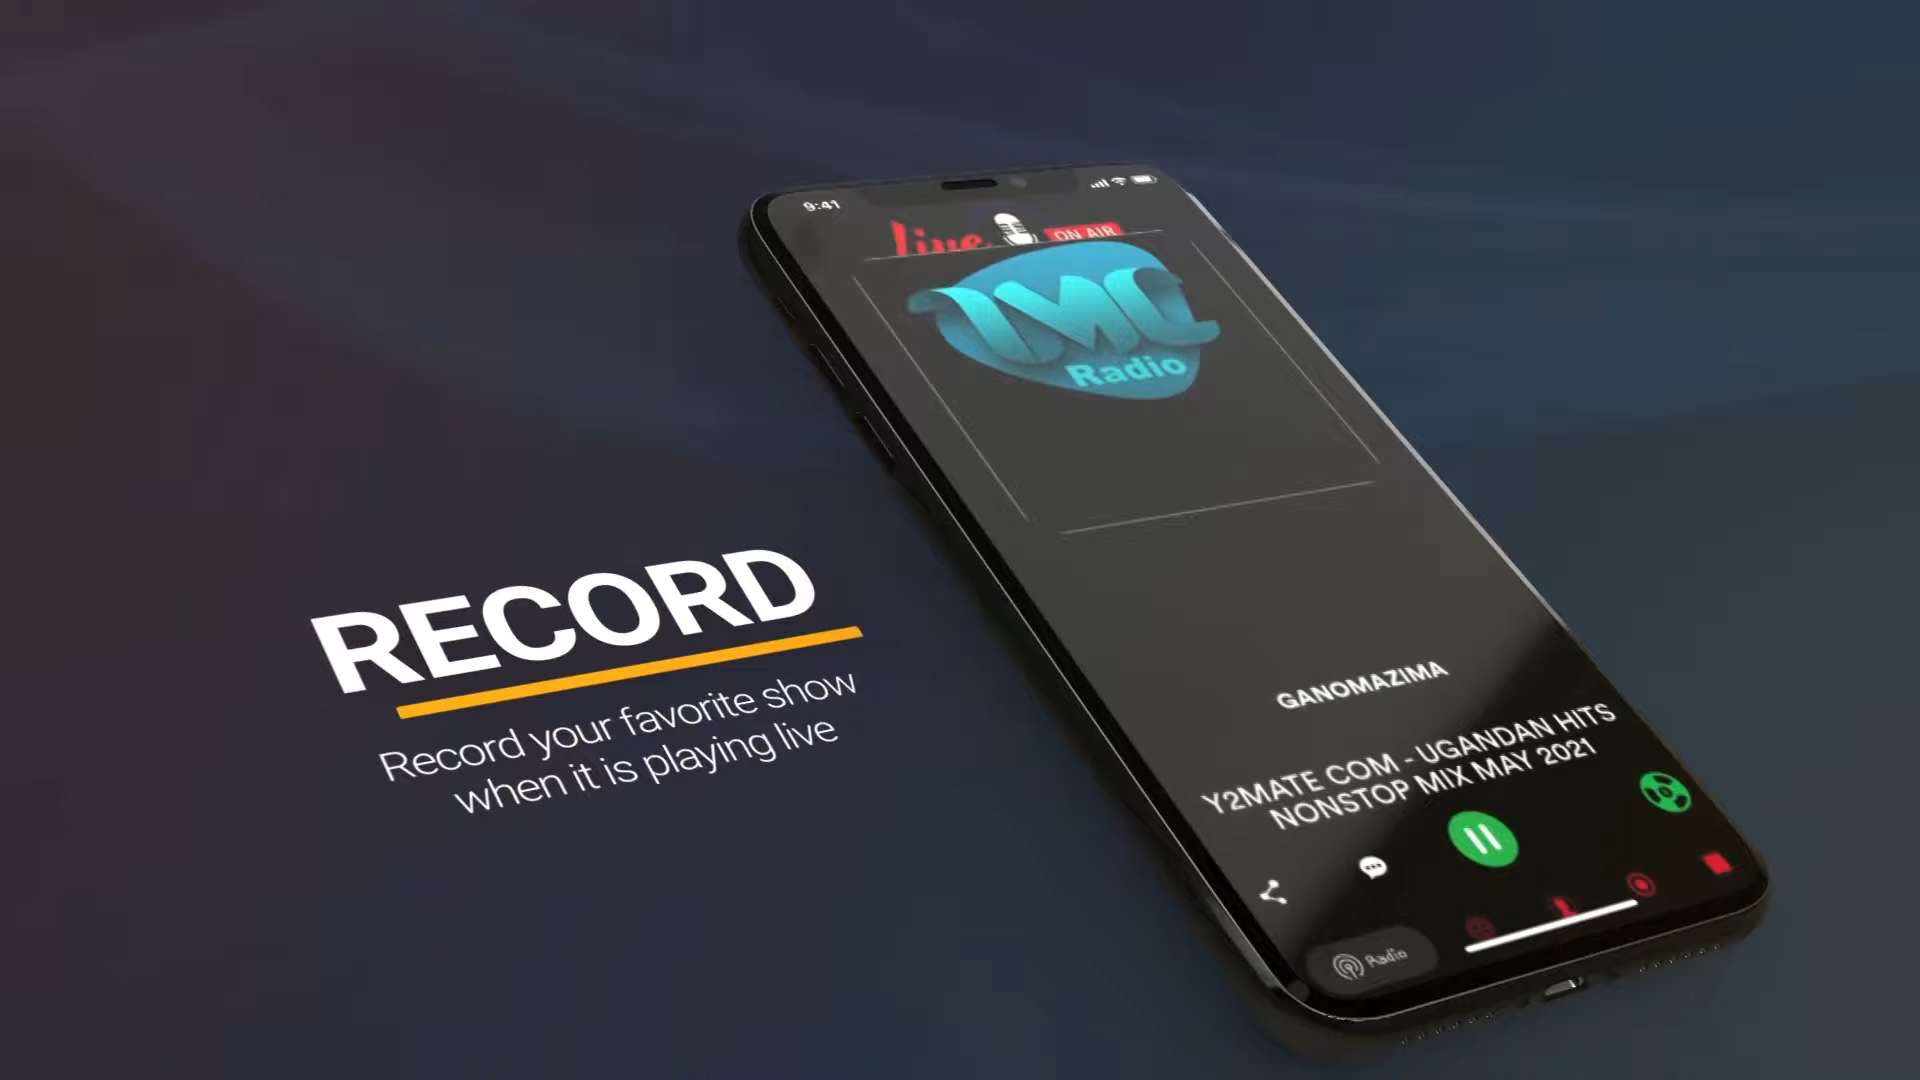 9:41
Live ON AIR
Radio
RECORD
Record your favorite show
when it is playing live
GANOMAZIMA
Y2MATE COM - UGANDAN HITS
NONSTOP MIX MAY 2021
Radio